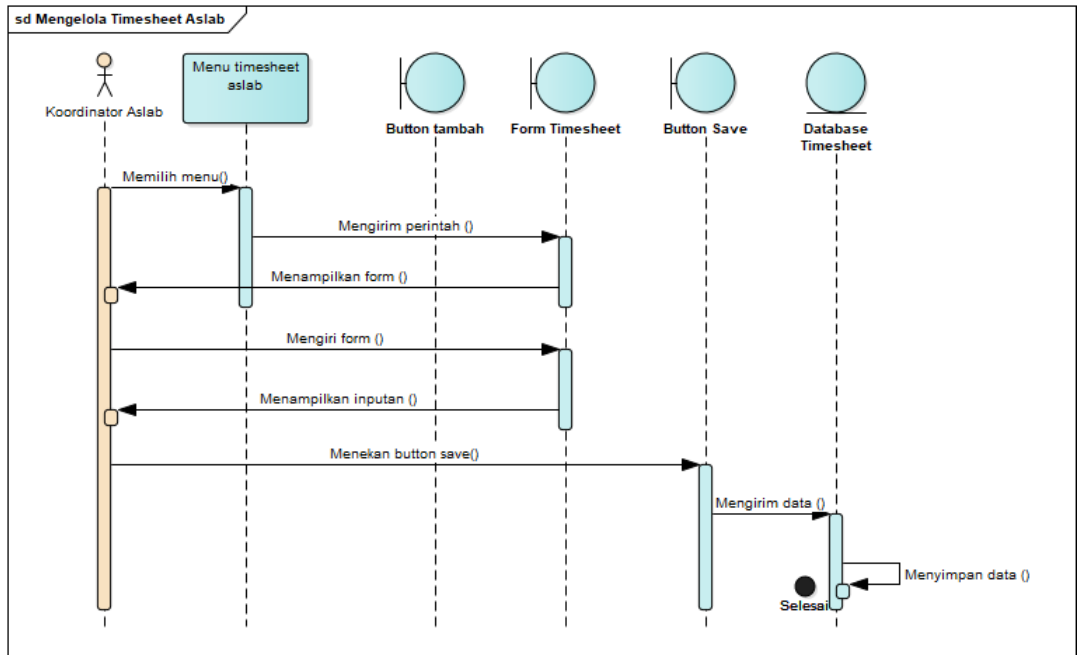 sd Mengelola Timesheet Aslab
Menu timesheet
aslab
Koordinator Aslab
Button tambah
Form Timesheet
Button Save
Database
Timesheet
Memilih menu()
Mengirim perintah ()
Menampilkan form ()
Mengiri form ()
Menampilkan inputan ()
Menekan button save()
Mengirim data ()
Menyimpan data ()
Selesai